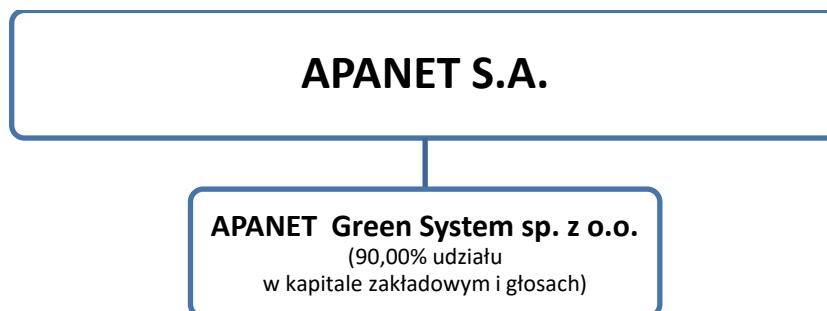 APANET S.A.
APANET Green System sp. z o.o.
(90,00% udziału
w kapitale zakładowym i głosach)